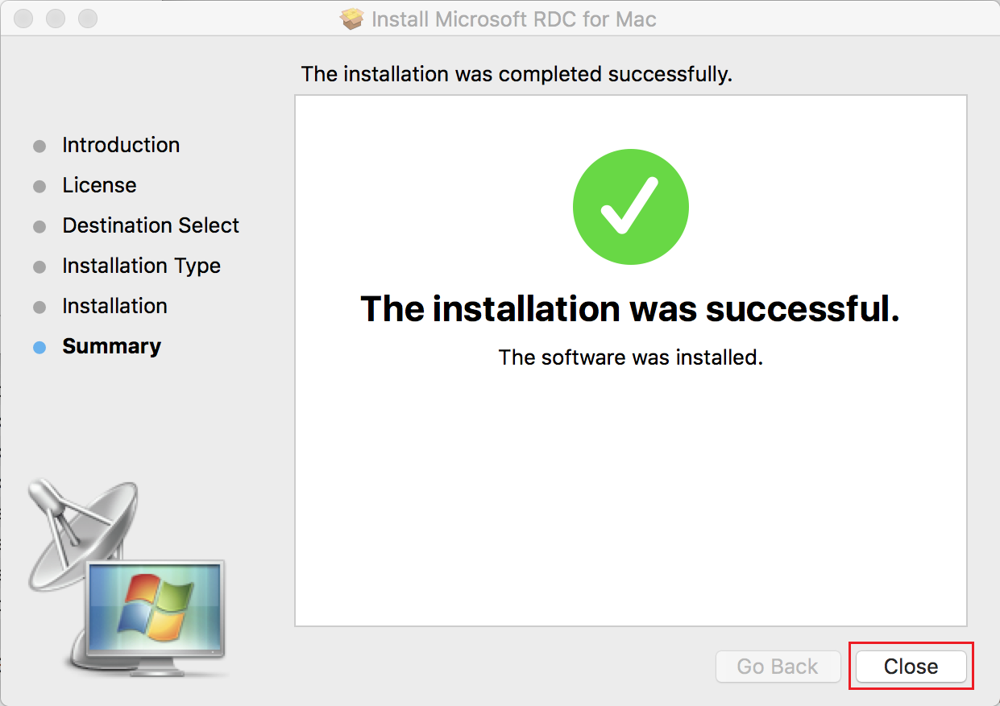 Install Microsoft RDC for Mac
The installation was completed successfully.
Introduction
License
Destination Select
Installation Type
Installation
Summary
The installation was successful.
The software was installed.
Go Back
Close